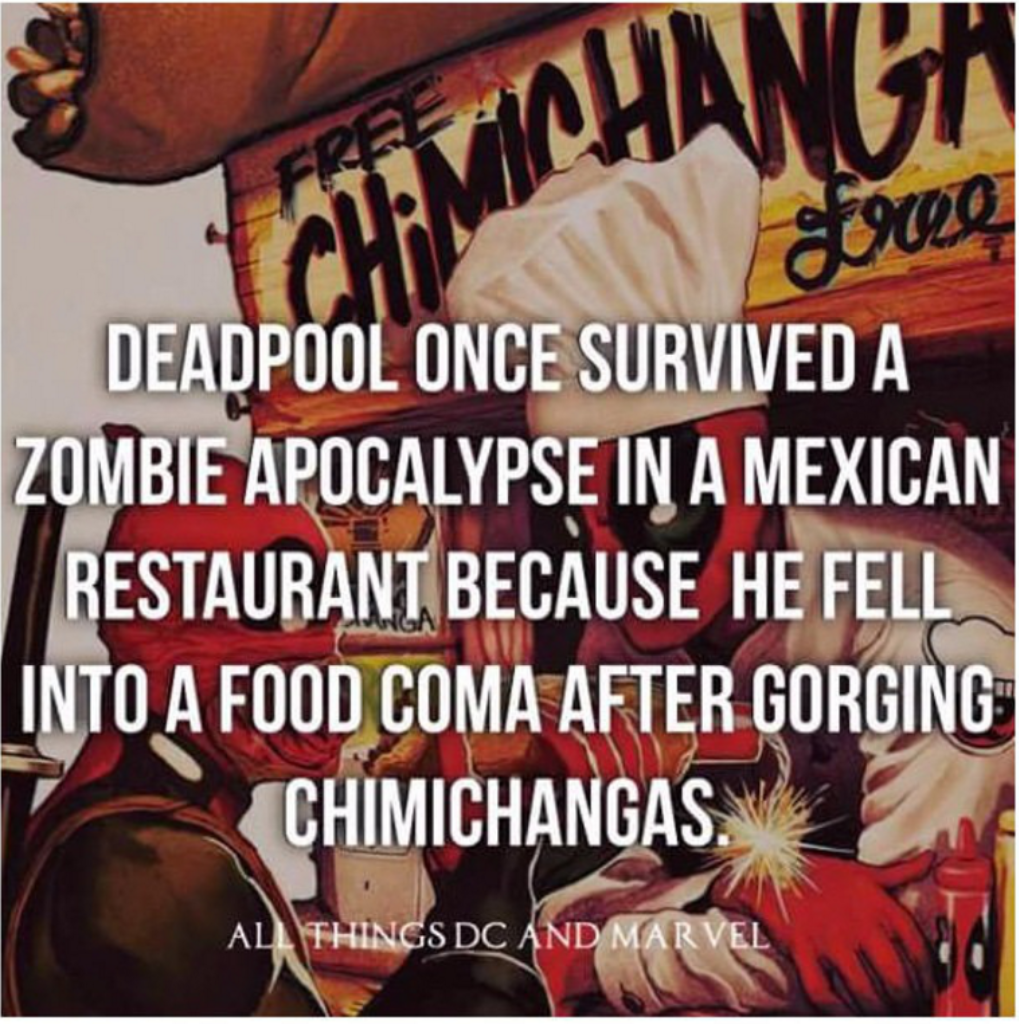 FREE
CHiMiCHANGA
Love
DEADPOOL ONCE SURVIVED A
ZOMBIE APOCALYPSE IN A MEXICAN
RESTAURANT BECAUSE HE FELL
INTO A FOOD COMA AFTER GORGING
CHIMICHANGAS.
ALL THINGS DC AND MARVEL